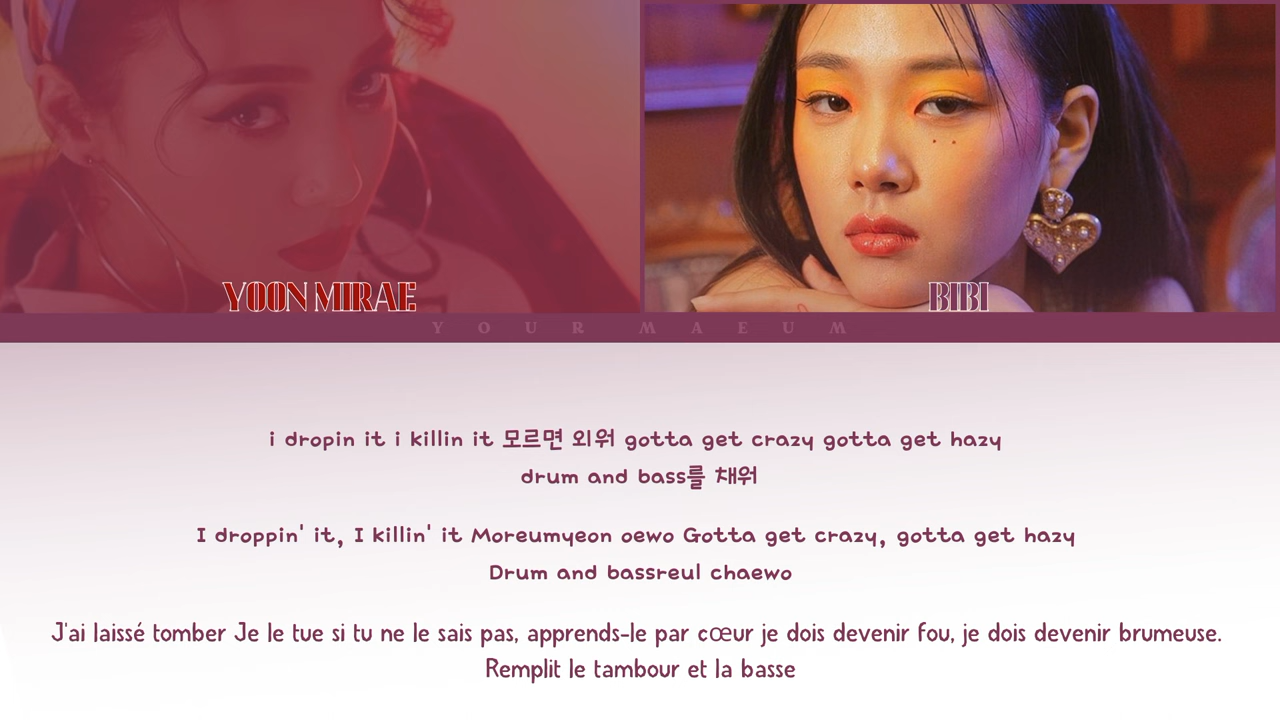 YOON MIRAE
BIBI
YOUR MAEUM
i dropin it i killin it 모르면 외워 gotta get crazy gotta get hazy
drum and bass를 채워
I droppin' it, I killin' it Moreumyeon oewo Gotta get crazy, gotta get hazy
Drum and bassreul chaewo
J'ai laissé tomber Je le tue si tu ne le sais pas, apprends-le par cœur je dois devenir fou, je dois devenir brumeuse.
Remplit le tambour et la basse